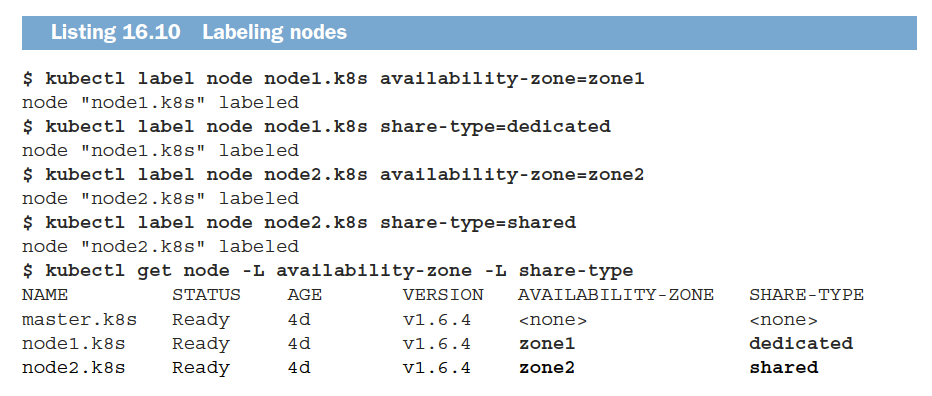 Listing 16.10 Labeling nodes
$ kubectl label node node1.k8s availability-zone=zone1
node "node1.k8s" labeled
$ kubectl label node node1.k8s share-type=dedicated
node "node1.k8s" labeled
$ kubectl label node node2.k8s availability-zone=zone2
node "node2.k8s" labeled
$ kubectl label node node2.k8s share-type=shared
node "node2.k8s" labeled
$ kubectl get node -L availability-zone -L share-type
NAME STATUS AGE VERSION AVAILABILITY-ZONE SHARE-TYPE
master.k8s Ready 4d v1.6.4 <none> <none>
node1.k8s Ready 4d v1.6.4 zone1 dedicated
node2.k8s Ready 4d v1.6.4 zone2 shared